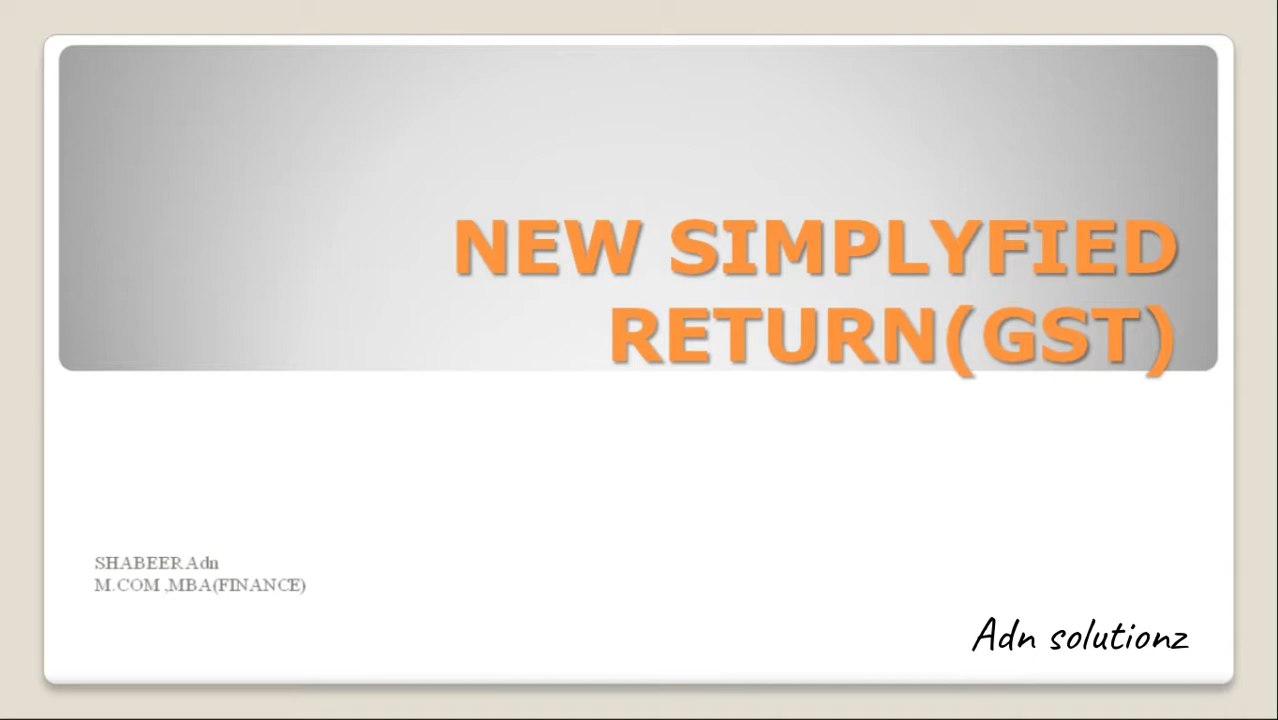 NEW SIMPLYFIED
RETURN(GST)
SHABEER Adn
M.COM ,MBA(FINANCE)
Adn solutionz